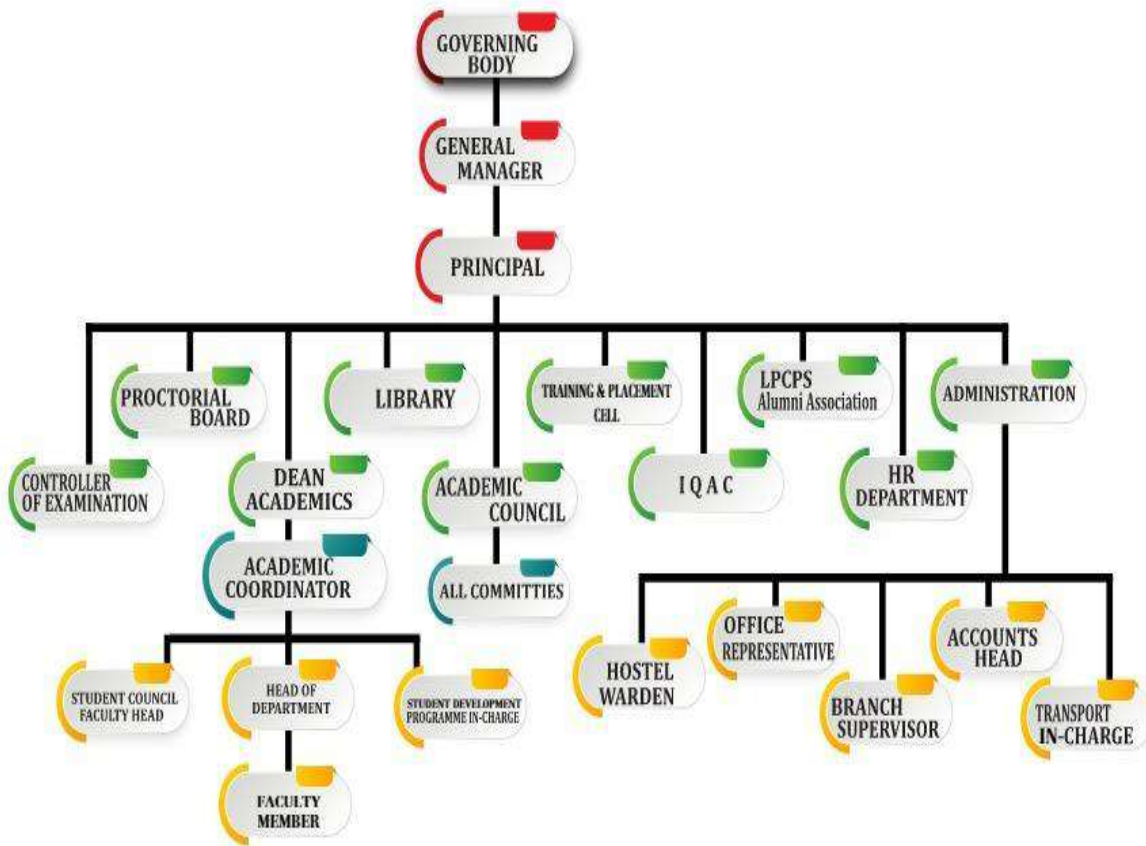 GOVERNING
BODY
GENERAL
MANAGER
PRINCIPAL
PROCTORIAL
BOARD
LIBRARY
TRAINING & PLACEMENT
CELL
LPCPS
Alumni Association
ADMINISTRATION
CONTROLLER
OF EXAMINATION
DEAN
ACADEMICS
ACADEMIC
COUNCIL
I Q A C
HR
DEPARTMENT
ACADEMIC
COORDINATOR
ALL COMMITTIES
HOSTEL
WARDEN
OFFICE
REPRESENTATIVE
BRANCH
SUPERVISOR
ACCOUNTS
HEAD
TRANSPORT
IN-CHARGE
STUDENT COUNCIL
FACULTY HEAD
HEAD OF
DEPARTMENT
STUDENT DEVELOPMENT
PROGRAMME IN-CHARGE
FACULTY
MEMBER